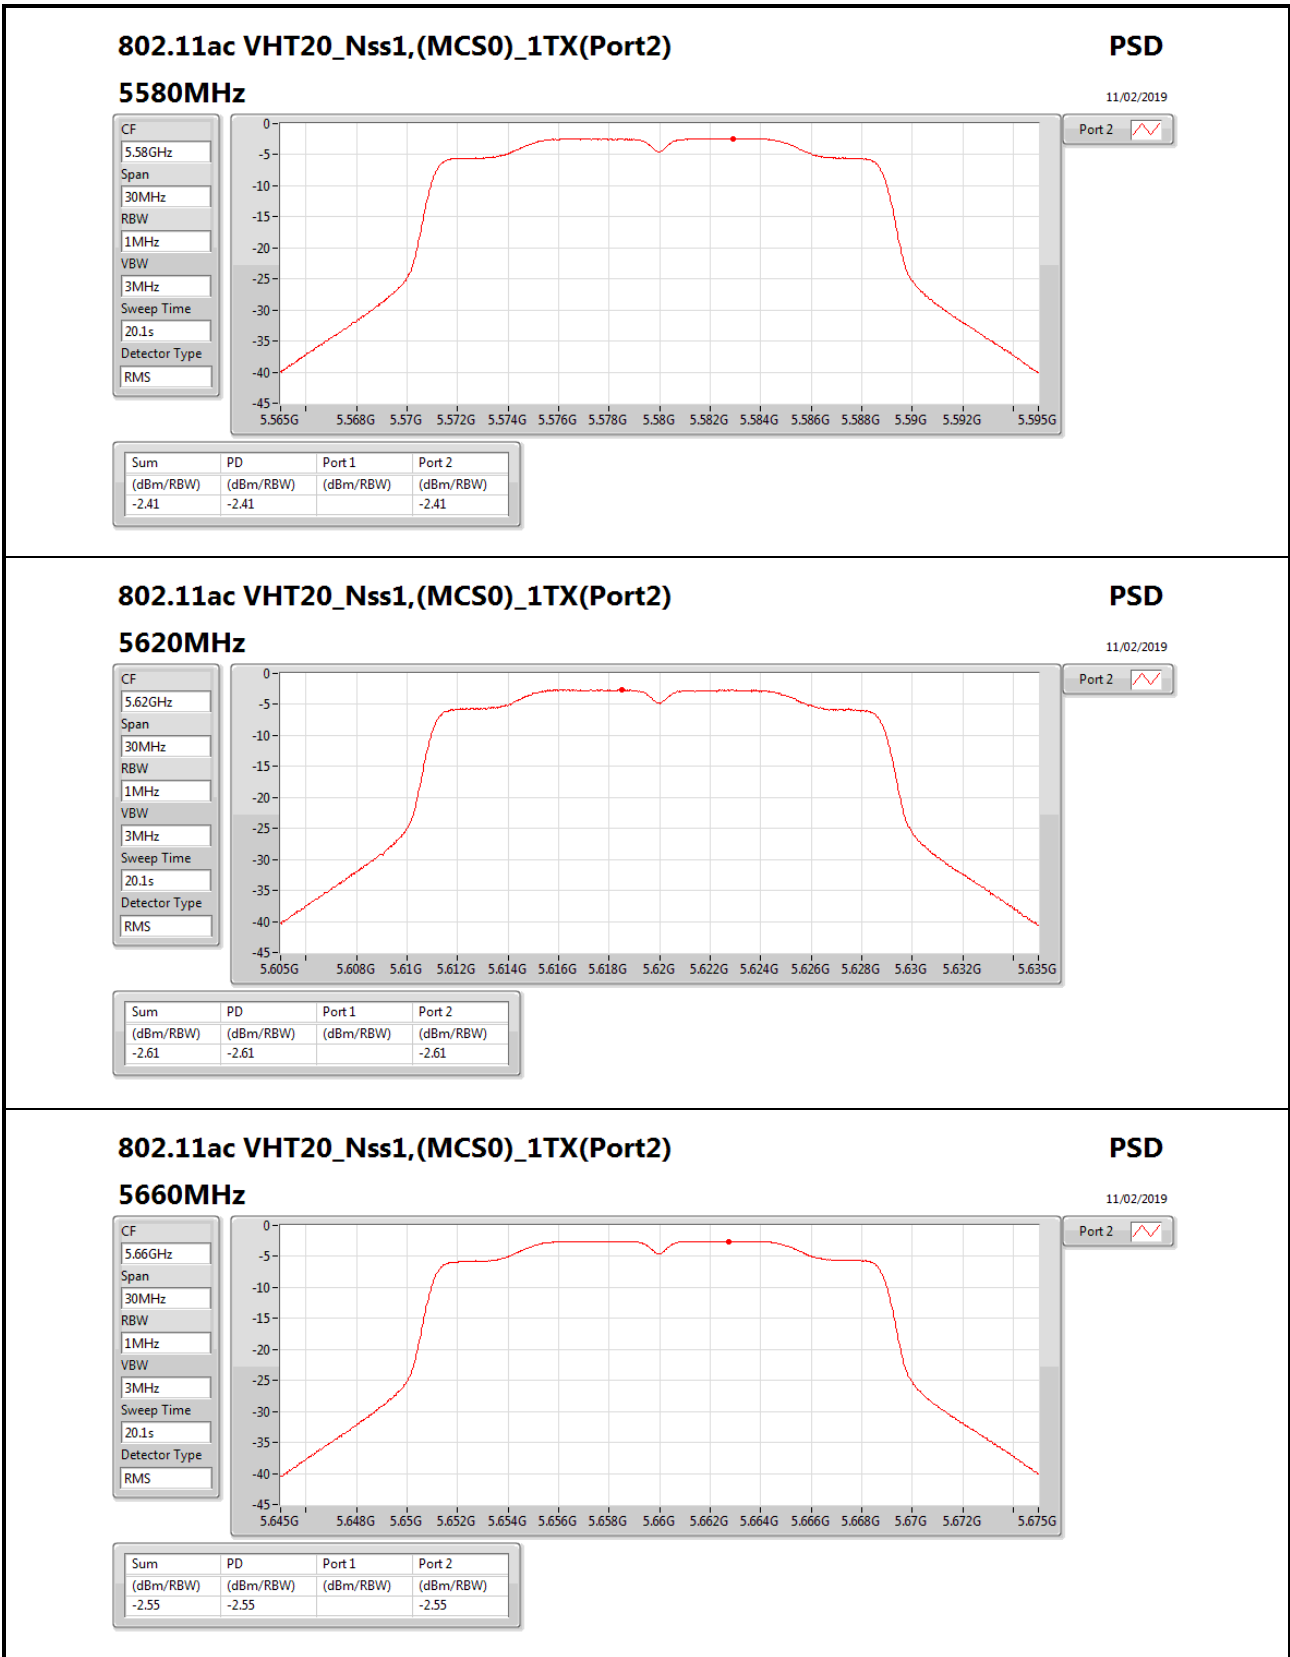 802.11ac VHT20_Nss1,(MCS0)_1TX(Port2) PSD
5580MHz 11/02/2019
CF
5.58GHz
Span
30MHz
RBW
1MHz
VBW
3MHz
Sweep Time
20.1s
Detector Type
RMS
0
-5
-10
-15
-20
-25
-30
-35
-40
-45
5.565G 5.568G 5.57G 5.572G 5.574G 5.576G 5.578G 5.58G 5.582G 5.584G 5.586G 5.588G 5.59G 5.592G 5.595G
Port 2
Sum PD Port 1 Port 2
(dBm/RBW) (dBm/RBW) (dBm/RBW) (dBm/RBW)
-2.41 -2.41 -2.41
802.11ac VHT20_Nss1,(MCS0)_1TX(Port2) PSD
5620MHz 11/02/2019
CF
5.62GHz
Span
30MHz
RBW
1MHz
VBW
3MHz
Sweep Time
20.1s
Detector Type
RMS
0
-5
-10
-15
-20
-25
-30
-35
-40
-45
5.605G 5.608G 5.61G 5.612G 5.614G 5.616G 5.618G 5.62G 5.622G 5.624G 5.626G 5.628G 5.63G 5.632G 5.635G
Port 2
Sum PD Port 1 Port 2
(dBm/RBW) (dBm/RBW) (dBm/RBW) (dBm/RBW)
-2.61 -2.61 -2.61
802.11ac VHT20_Nss1,(MCS0)_1TX(Port2) PSD
5660MHz 11/02/2019
CF
5.66GHz
Span
30MHz
RBW
1MHz
VBW
3MHz
Sweep Time
20.1s
Detector Type
RMS
0
-5
-10
-15
-20
-25
-30
-35
-40
-45
5.645G 5.648G 5.65G 5.652G 5.654G 5.656G 5.658G 5.66G 5.662G 5.664G 5.666G 5.668G 5.67G 5.672G 5.675G
Port 2
Sum PD Port 1 Port 2
(dBm/RBW) (dBm/RBW) (dBm/RBW) (dBm/RBW)
-2.55 -2.55 -2.55